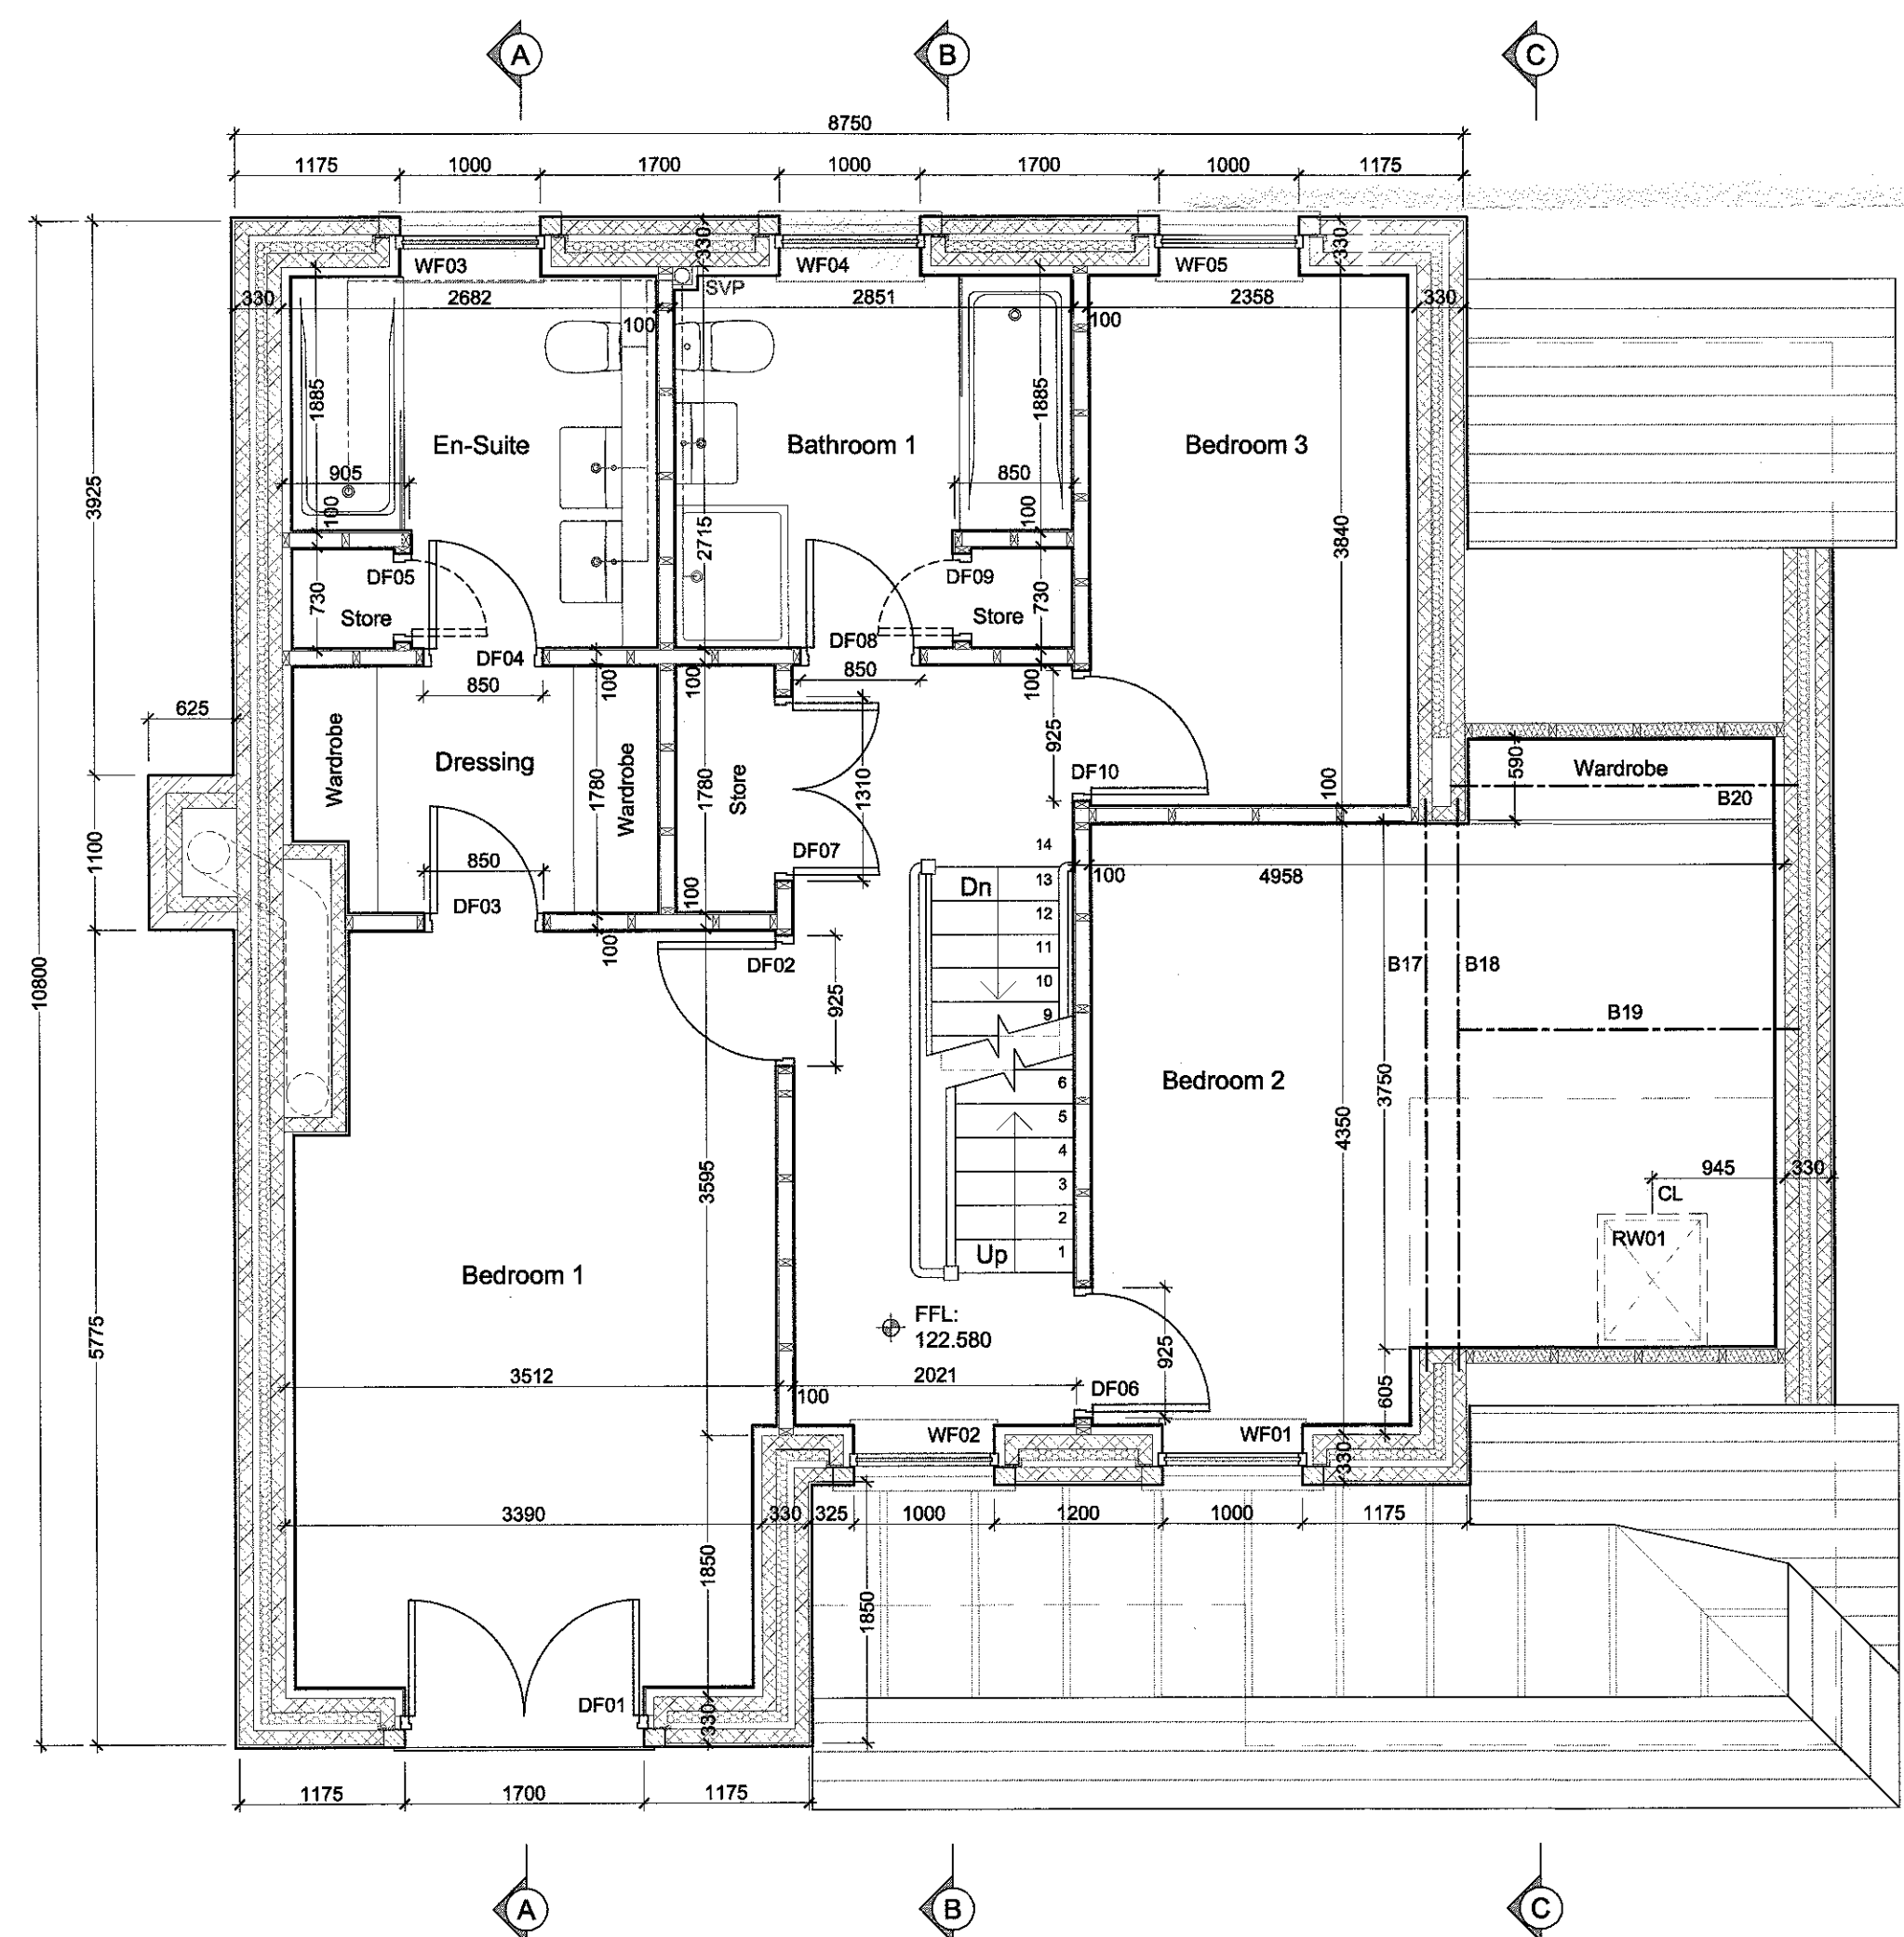 A B C
8750
1175 1000 1700 1000 1700 1000 1175
WF03 330 WF04 WF05 330
SVP
330 2682 2851 2358 330
100 100
1885 1885
En-Suite Bathroom 1 Bedroom 3
905 850
3925
100 2715 100 3840
DF05 DF09
730 Store Store 730
DF04 DF08
850 100 100 850 100
625
Wardrobe Dressing 1780 Wardrobe 1780 Store 1310 925 DF10 100 590 Wardrobe
B20
1100
850 DF07 14
Dn 13 100 4958
DF03 100 12
100 DF02 11
10 B17 B18
10800
925 9
B19
6
Bedroom 2
5 3750
4 4350
3595 3 945 330
2 CL
5775
Up 1 RW01
Bedroom 1
FFL:
122.580 925
3512 100 2021 DF06 605
WF02 WF01
330
3390 330 325 1000 1200 1000 1175
1850 1850
DF01 330
1175 1700 1175
A B C